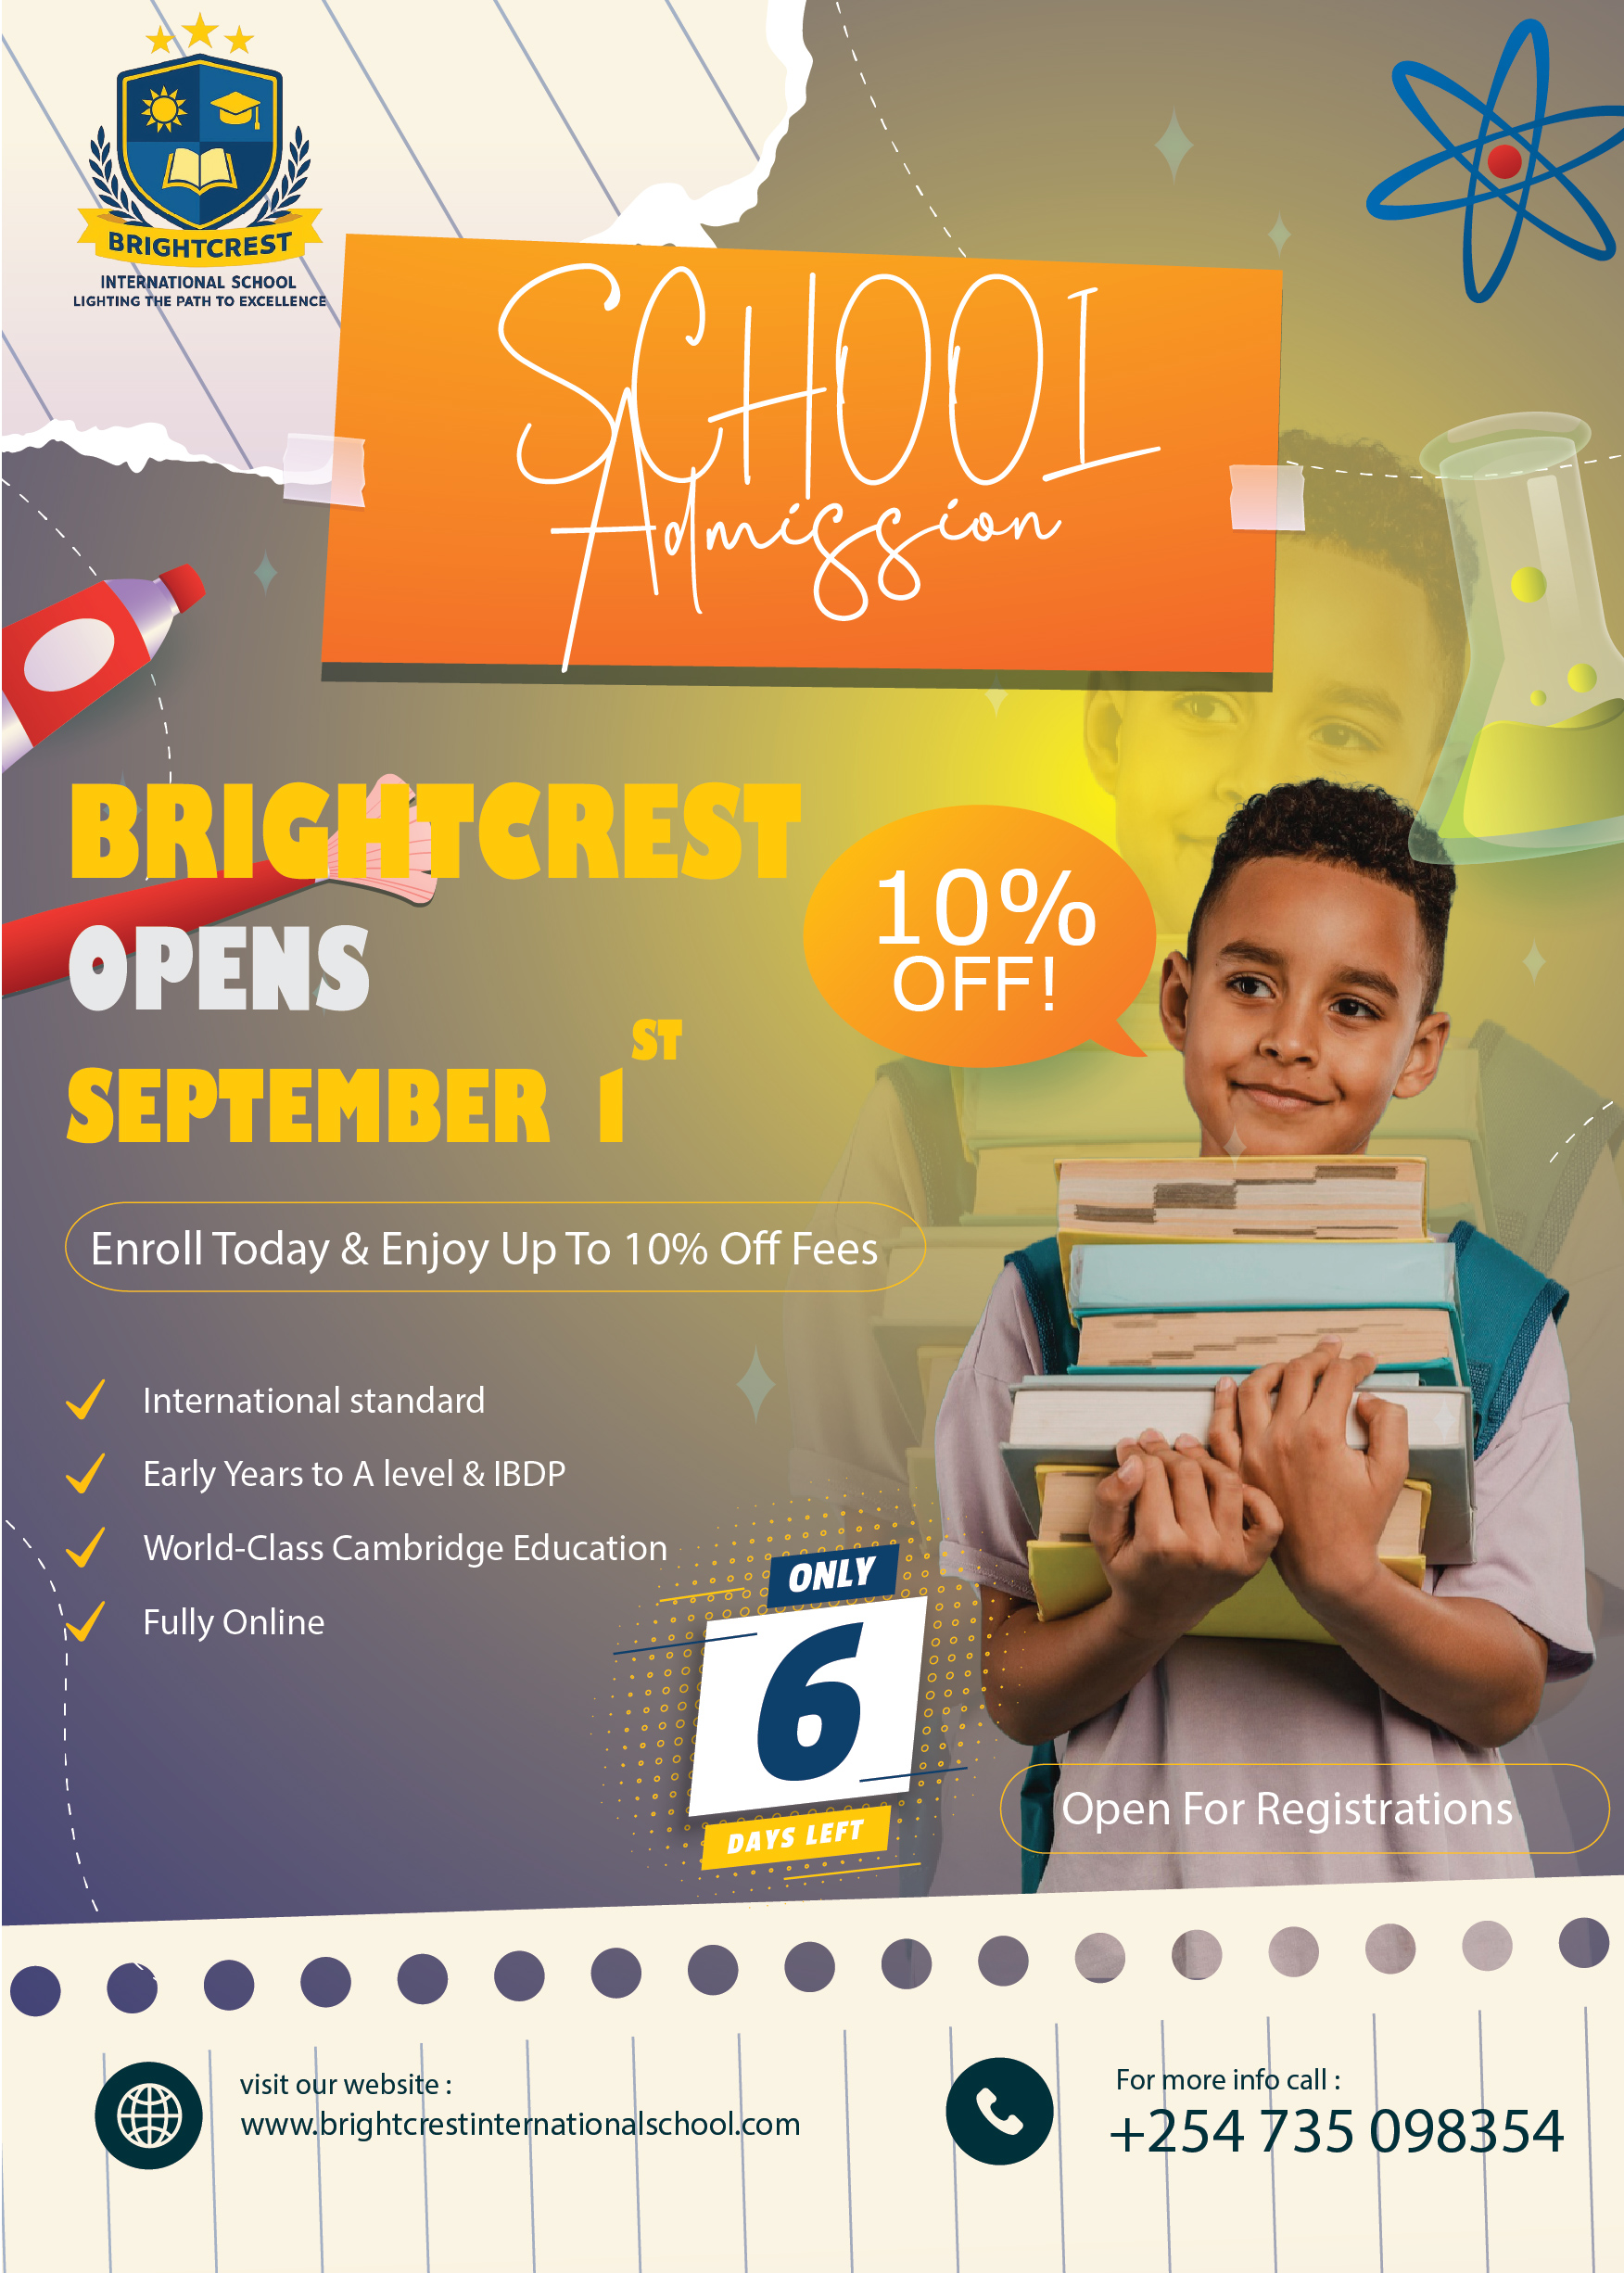 BRIGHTCREST
INTERNATIONAL SCHOOL
LIGHTING THE PATH TO EXCELLENCE
SCHOOL
Admission
BRIGHTCREST
OPENS
SEPTEMBER 1ST
10%
OFF!
Enroll Today & Enjoy Up To 10% Off Fees
International standard
Early Years to A level & IBDP
World-Class Cambridge Education
Fully Online
ONLY
6
DAYS LEFT
Open For Registrations
visit our website :
www.brightcrestinternationalschool.com
For more info call :
+254 735 098354